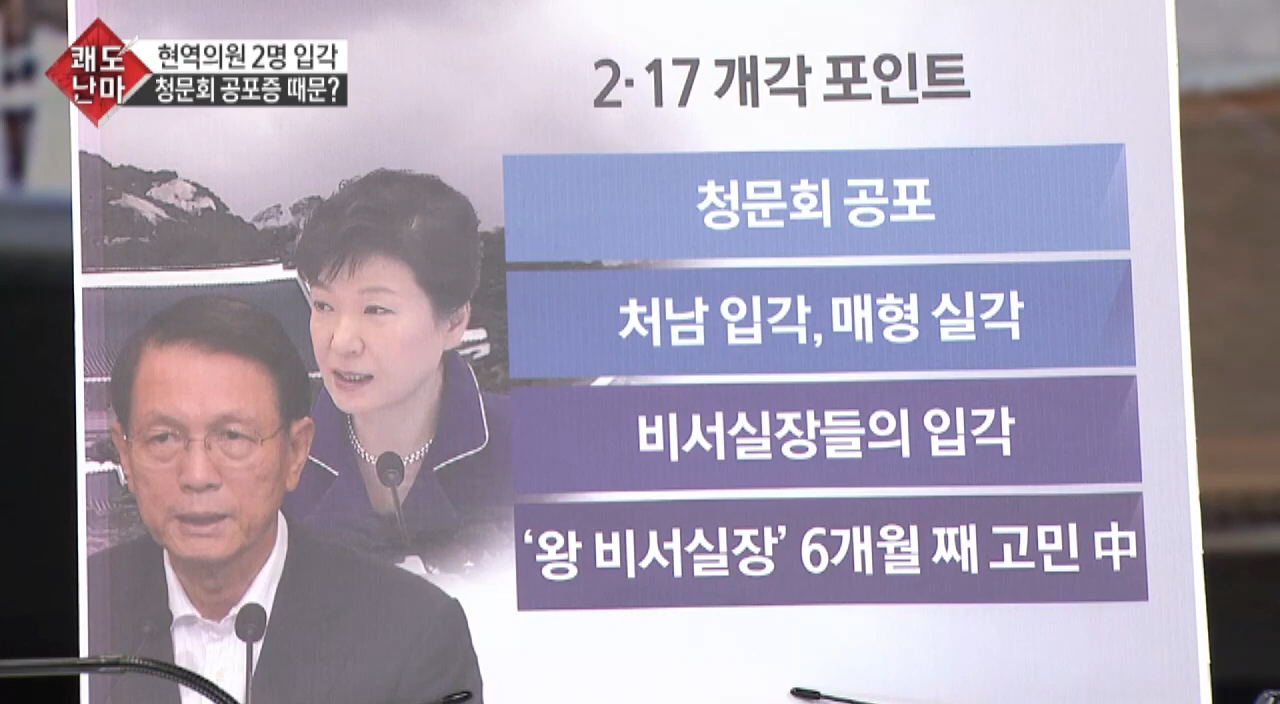 쾌도
난마
현역의원 2명 입각
청문회 공포증 때문?
2·17 개각 포인트
청문회 공포
처남 입각, 매형 실각
비서실장들의 입각
‘왕 비서실장’ 6개월 째 고민 中